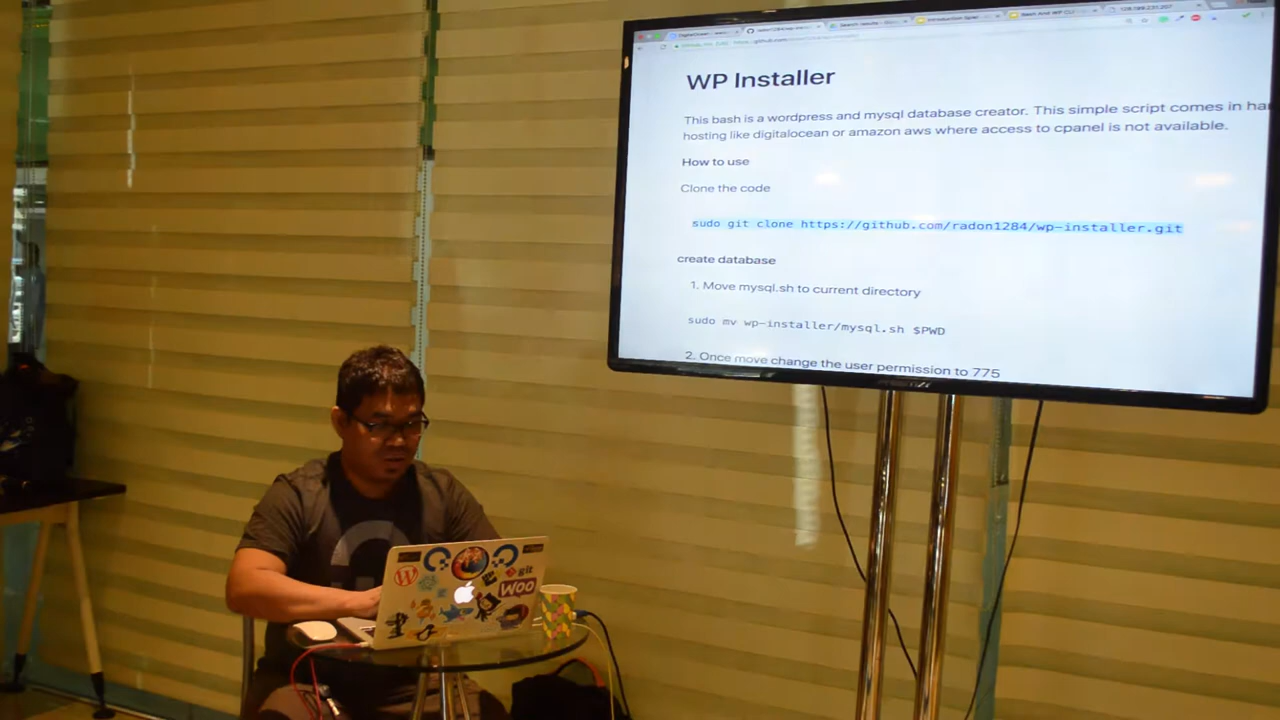 WP Installer
This bash is a wordpress and mysql database creator. This simple script comes in
hosting like digitalocean or amazon aws where access to cpanel is not available.
How to use
Clone the code
sudo git clone https://github.com/radon1284/wp-installer.git
create database
1. Move mysql.sh to current directory
sudo mv wp-installer/mysql.sh $PWD
2. Once move change the user permission to 775
git
WOO